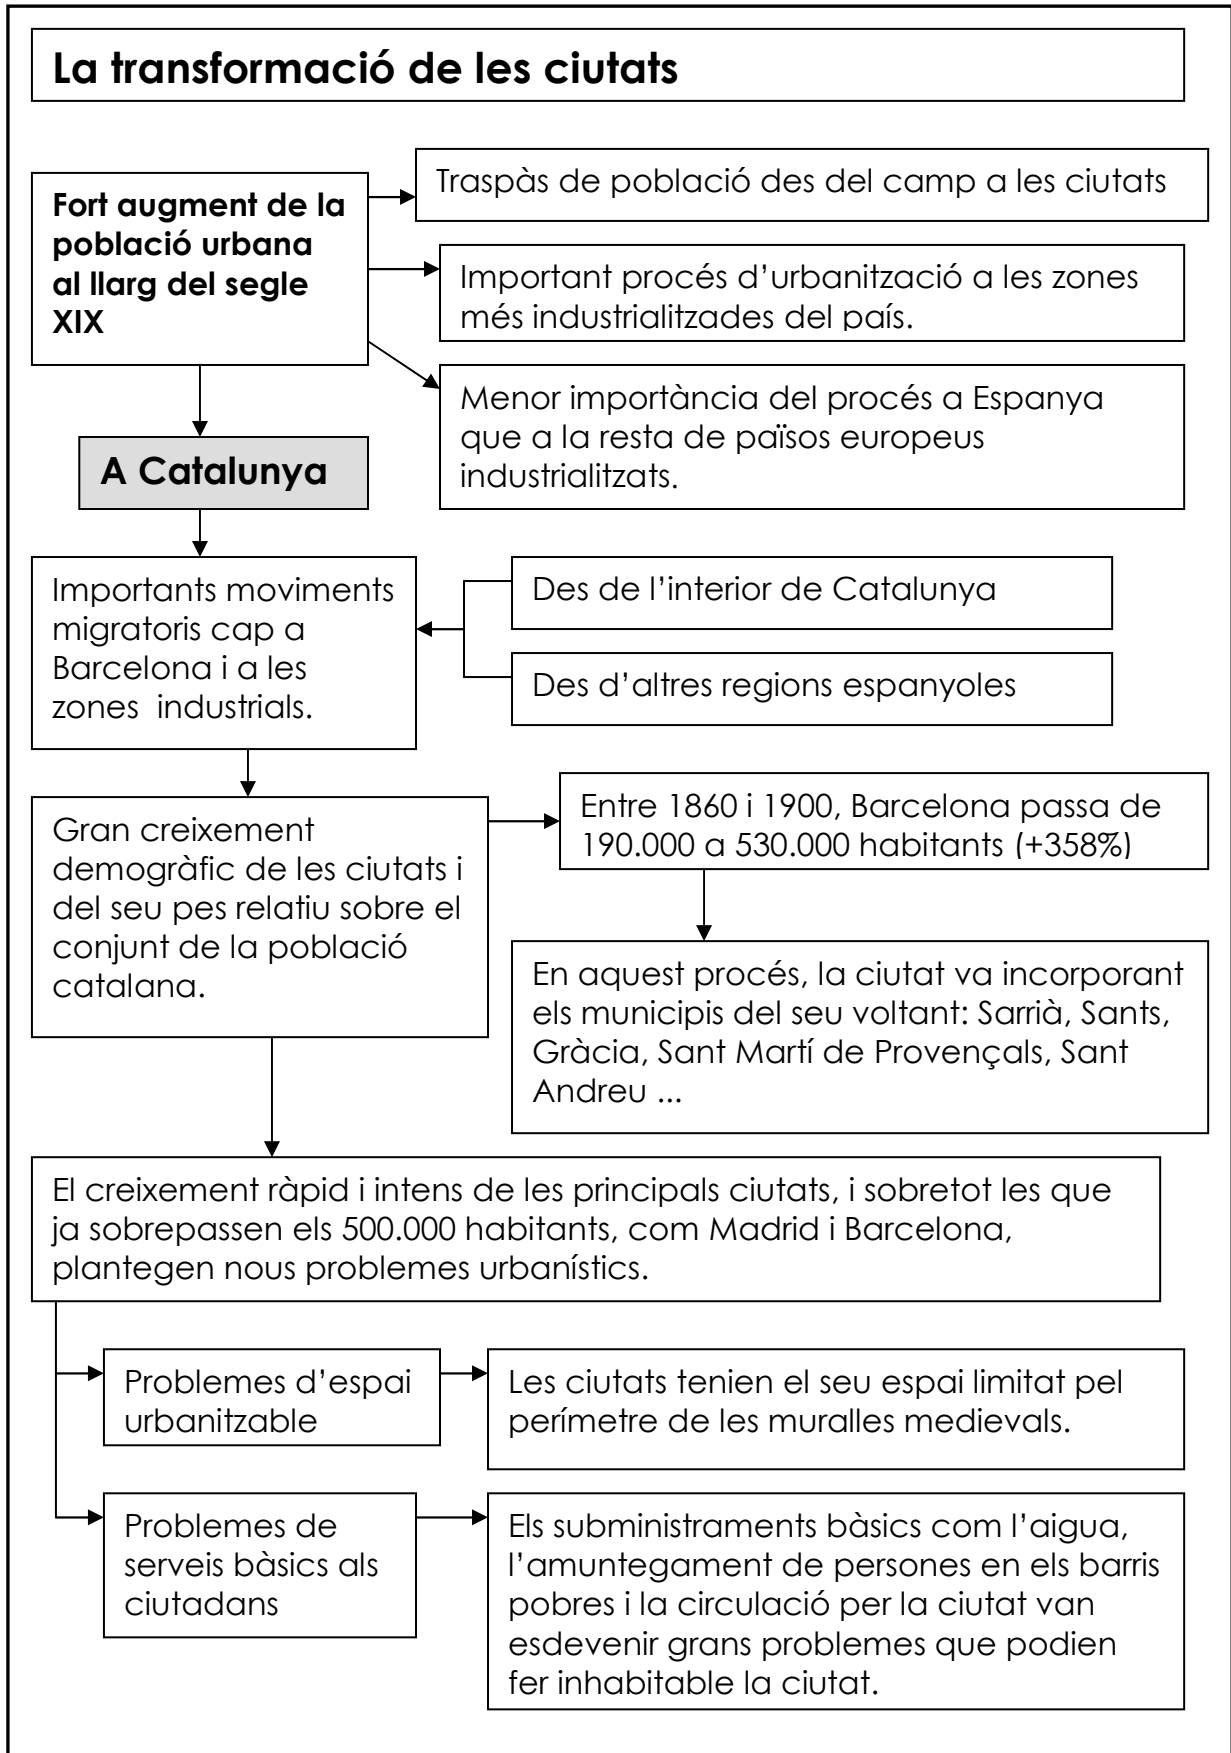 La transformació de les ciutats
Fort augment de la
població urbana
al llarg del segle
XIX
Traspàs de població des del camp a les ciutats
Important procés d’urbanització a les zones
més industrialitzades del país.
Menor importància del procés a Espanya
que a la resta de països europeus
industrialitzats.
A Catalunya
Importants moviments
migratoris cap a
Barcelona i a les
zones industrials.
Des de l’interior de Catalunya
Des d’altres regions espanyoles
Gran creixement
demogràfic de les ciutats i
del seu pes relatiu sobre el
conjunt de la població
catalana.
Entre 1860 i 1900, Barcelona passa de
190.000 a 530.000 habitants (+358%)
En aquest procés, la ciutat va incorporant
els municipis del seu voltant: Sarrià, Sants,
Gràcia, Sant Martí de Provençals, Sant
Andreu ...
El creixement ràpid i intens de les principals ciutats, i sobretot les que
ja sobrepassen els 500.000 habitants, com Madrid i Barcelona,
plantegen nous problemes urbanístics.
Problemes d’espai
urbanitzable
Les ciutats tenien el seu espai limitat pel
perímetre de les muralles medievals.
Problemes de
serveis bàsics als
ciutadans
Els subministraments bàsics com l’aigua,
l’amuntegament de persones en els barris
pobres i la circulació per la ciutat van
esdevenir grans problemes que podien
fer inhabitable la ciutat.